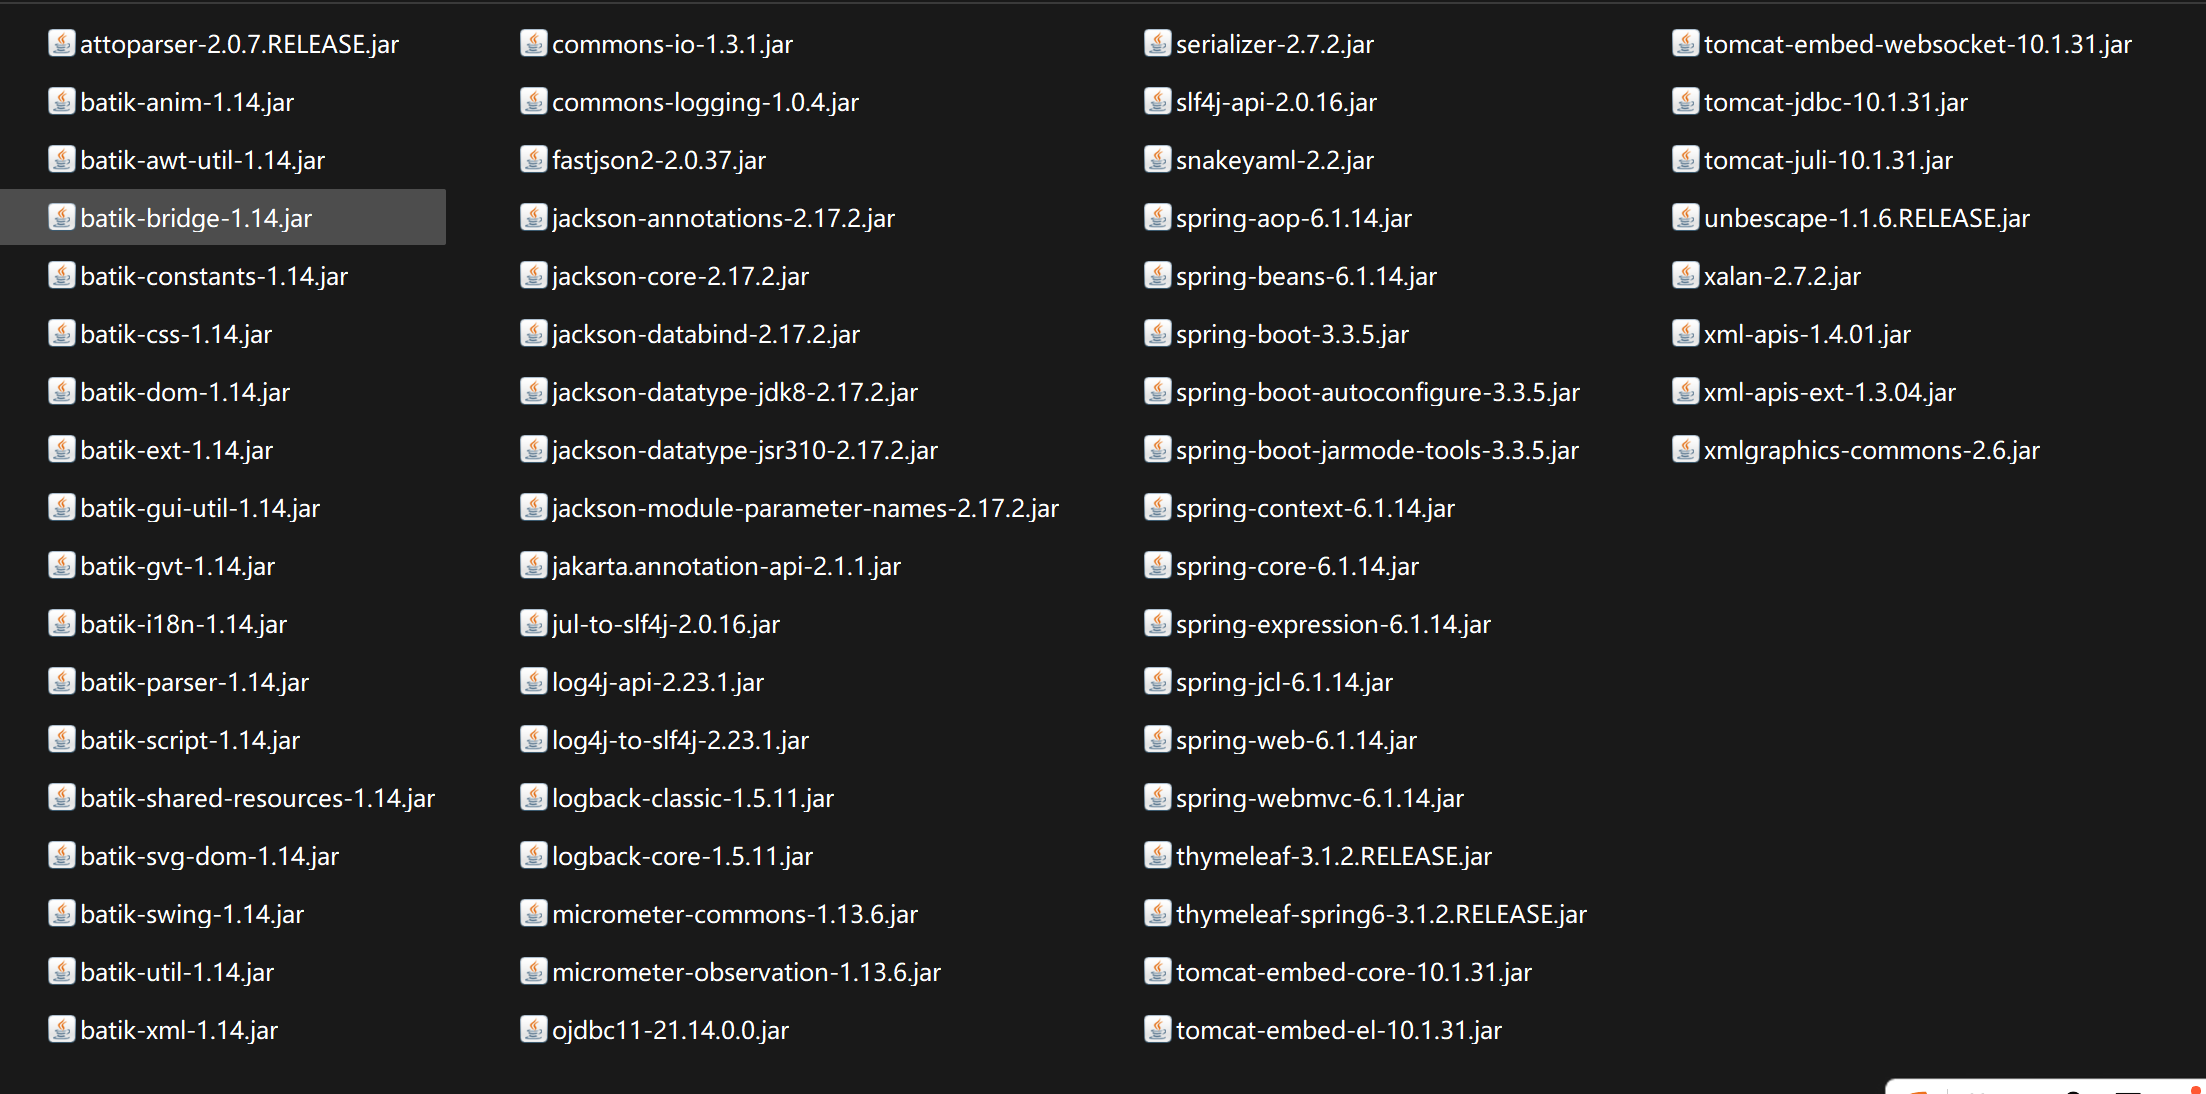 attoparser-2.0.7.RELEASE.jar
batik-anim-1.14.jar
batik-awt-util-1.14.jar
batik-bridge-1.14.jar
batik-constants-1.14.jar
batik-css-1.14.jar
batik-dom-1.14.jar
batik-ext-1.14.jar
batik-gui-util-1.14.jar
batik-gvt-1.14.jar
batik-i18n-1.14.jar
batik-parser-1.14.jar
batik-script-1.14.jar
batik-shared-resources-1.14.jar
batik-svg-dom-1.14.jar
batik-swing-1.14.jar
batik-util-1.14.jar
batik-xml-1.14.jar
commons-io-1.3.1.jar
commons-logging-1.0.4.jar
fastjson2-2.0.37.jar
jackson-annotations-2.17.2.jar
jackson-core-2.17.2.jar
jackson-databind-2.17.2.jar
jackson-datatype-jdk8-2.17.2.jar
jackson-datatype-jsr310-2.17.2.jar
jackson-module-parameter-names-2.17.2.jar
jakarta.annotation-api-2.1.1.jar
jul-to-slf4j-2.0.16.jar
log4j-api-2.23.1.jar
log4j-to-slf4j-2.23.1.jar
logback-classic-1.5.11.jar
logback-core-1.5.11.jar
micrometer-commons-1.13.6.jar
micrometer-observation-1.13.6.jar
ojdbc11-21.14.0.0.jar
serializer-2.7.2.jar
slf4j-api-2.0.16.jar
snakeyaml-2.2.jar
spring-aop-6.1.14.jar
spring-beans-6.1.14.jar
spring-boot-3.3.5.jar
spring-boot-autoconfigure-3.3.5.jar
spring-boot-jarmode-tools-3.3.5.jar
spring-context-6.1.14.jar
spring-core-6.1.14.jar
spring-expression-6.1.14.jar
spring-jcl-6.1.14.jar
spring-web-6.1.14.jar
spring-webmvc-6.1.14.jar
thymeleaf-3.1.2.RELEASE.jar
thymeleaf-spring6-3.1.2.RELEASE.jar
tomcat-embed-core-10.1.31.jar
tomcat-embed-el-10.1.31.jar
tomcat-embed-websocket-10.1.31.jar
tomcat-jdbc-10.1.31.jar
tomcat-juli-10.1.31.jar
unbescape-1.1.6.RELEASE.jar
xalan-2.7.2.jar
xml-apis-1.4.01.jar
xml-apis-ext-1.3.04.jar
xmlgraphics-commons-2.6.jar